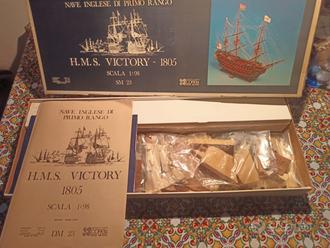 NAVE INGLESE DI PRIMO RANGO
H.M.S. VICTORY - 1805
SCALA 1:98
SM 23
NAVE INGLESE DI
PRIMO RANGO
H.M.S. VICTORY
1805
SCALA 1:98
DM 23